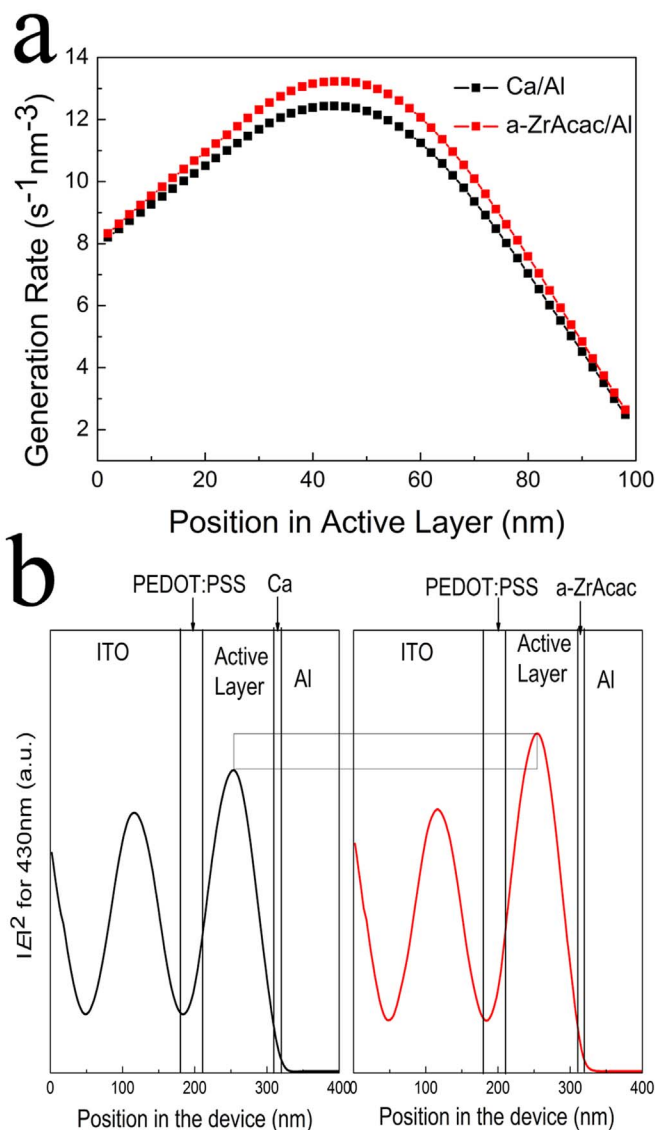 a
14
12
10
8
6
4
2
0 20 40 60 80 100
Generation Rate (s⁻¹nm⁻³)
Ca/Al
a-ZrAcac/Al
Position in Active Layer (nm)
b
PEDOT:PSS Ca
PEDOT:PSS a-ZrAcac
ITO
Active
Layer
Al
ITO
Active
Layer
Al
|E|² for 430nm (a.u.)
0 100 200 300 400
0 100 200 300 400
Position in the device (nm)
Position in the device (nm)